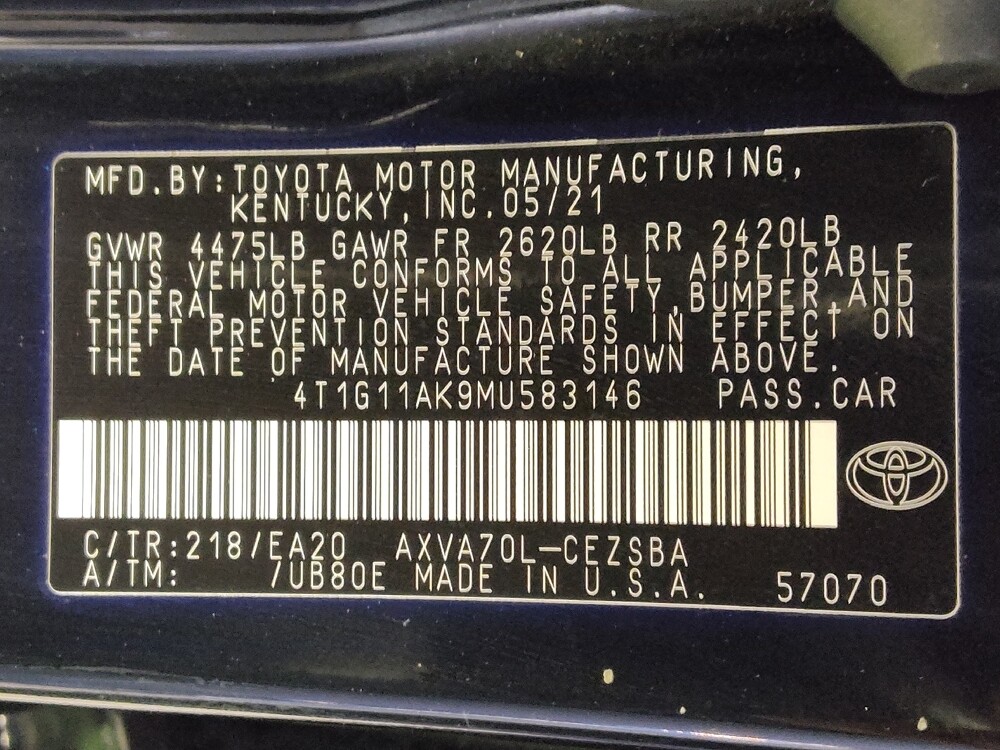 MFD.BY:TOYOTA MOTOR MANUFACTURING,
KENTUCKY,INC.05/21
GVWR 4475LB GAWR FR 2620LB RR 2420LB
THIS VEHICLE CONFORMS TO ALL APPLICABLE
FEDERAL MOTOR VEHICLE SAFETY,BUMPER,AND
THEFT PREVENTION STANDARDS IN EFFECT ON
THE DATE OF MANUFACTURE SHOWN ABOVE.
4T1G11AK9MU583146 PASS.CAR
C/TR:218/EA20 AXVA70L-CEZSBA
A/TM: /UB80E MADE IN U.S.A. 57070